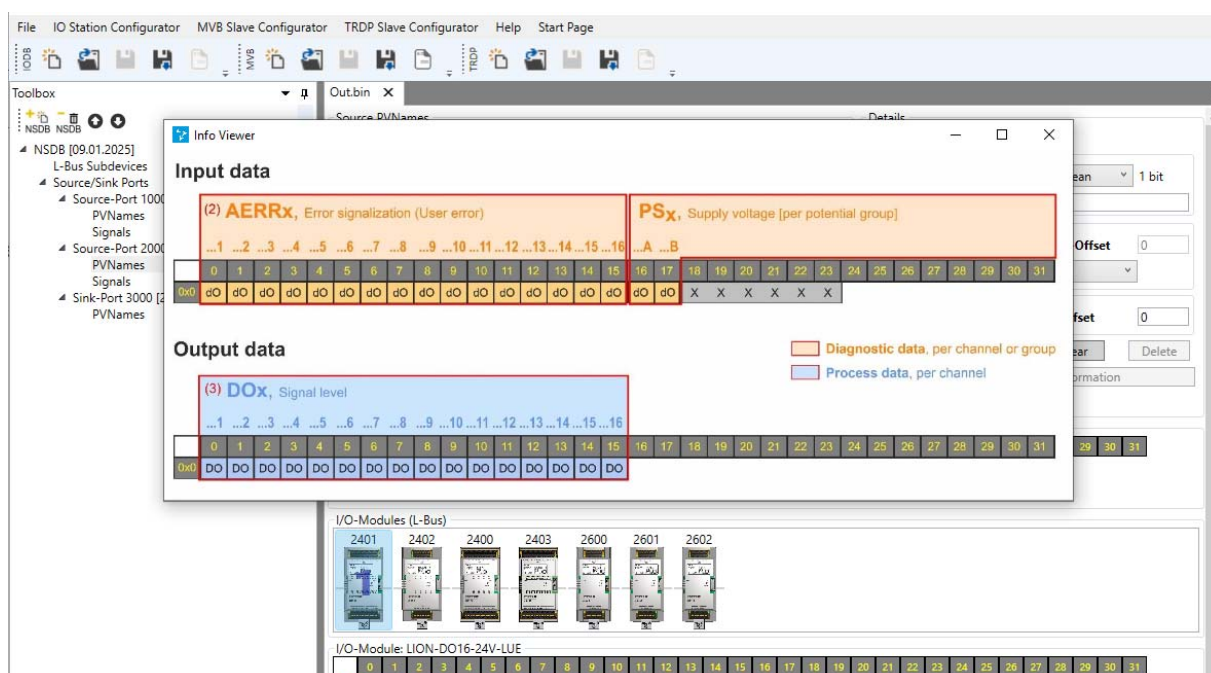 File IO Station Configurator MVB Slave Configurator TRDP Slave Configurator Help Start Page
IODB MVB TRDP
Toolbox
Out.bin
NSDB NSDB
NSDB [09.01.2025]
L-Bus Subdevices
Source/Sink Ports
Source-Port 1000
PVNames
Signals
Source-Port 2000
PVNames
Signals
Sink-Port 3000 [2
PVNames
Source PVNames
Details
Info Viewer
Input data
(2) AERRx, Error signalization (User error)
PSx, Supply voltage [per potential group]
...1 ...2 ...3 ...4 ...5 ...6 ...7 ...8 ...9 ...10 ...11 ...12 ...13 ...14 ...15 ...16 ...A ...B
0 1 2 3 4 5 6 7 8 9 10 11 12 13 14 15 16 17 18 19 20 21 22 23 24 25 26 27 28 29 30 31
0x0 dO dO dO dO dO dO dO dO dO dO dO dO dO dO dO dO dO dO X X X X X X
Output data
Diagnostic data, per channel or group
Process data, per channel
(3) DOx, Signal level
...1 ...2 ...3 ...4 ...5 ...6 ...7 ...8 ...9 ...10 ...11 ...12 ...13 ...14 ...15 ...16
0 1 2 3 4 5 6 7 8 9 10 11 12 13 14 15 16 17 18 19 20 21 22 23 24 25 26 27 28 29 30 31
0x0 DO DO DO DO DO DO DO DO DO DO DO DO DO DO DO DO
ean 1 bit
Offset 0
fset 0
ear Delete
ormation
29 30 31
I/O-Modules (L-Bus)
2401 2402 2400 2403 2600 2601 2602
1
I/O-Module: LION-DO16-24V-LUE
0 1 2 3 4 5 6 7 8 9 10 11 12 13 14 15 16 17 18 19 20 21 22 23 24 25 26 27 28 29 30 31